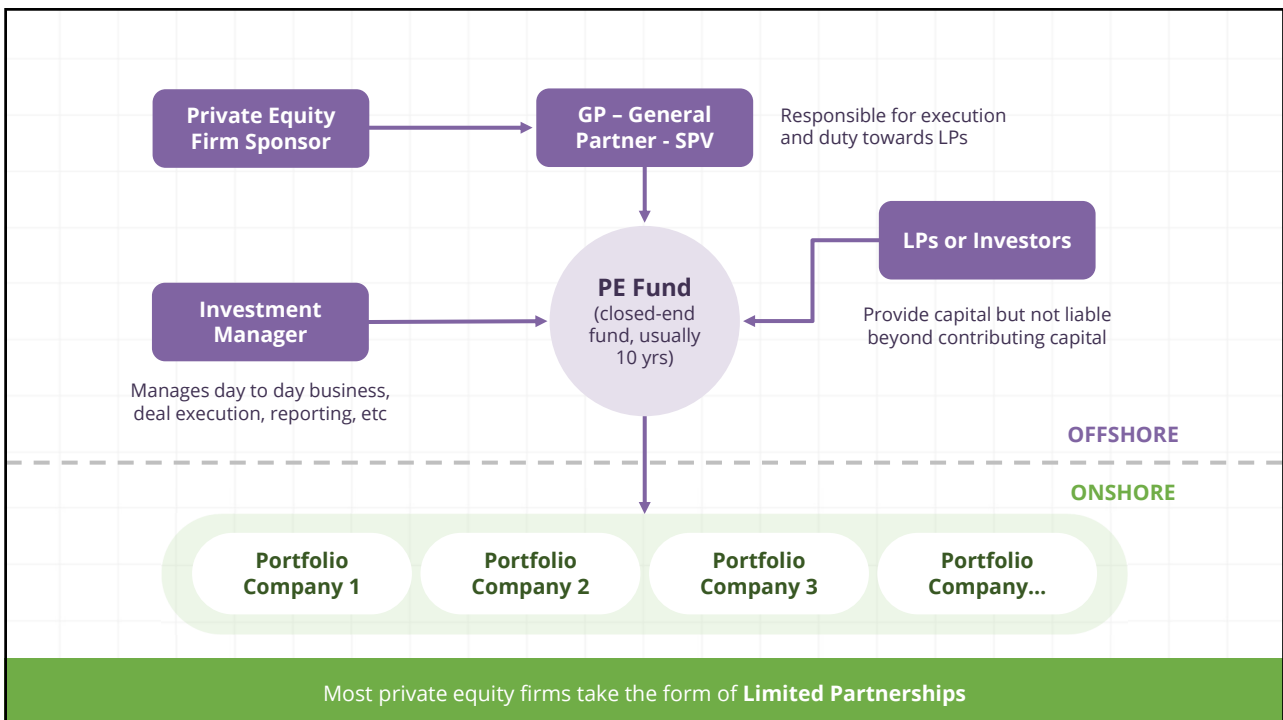 Private Equity
Firm Sponsor
GP – General
Partner - SPV
Responsible for execution
and duty towards LPs
LPs or Investors
Provide capital but not liable
beyond contributing capital
Investment
Manager
Manages day to day business,
deal execution, reporting, etc
PE Fund
(closed-end
fund, usually
10 yrs)
OFFSHORE
ONSHORE
Portfolio
Company 1
Portfolio
Company 2
Portfolio
Company 3
Portfolio
Company...
Most private equity firms take the form of Limited Partnerships